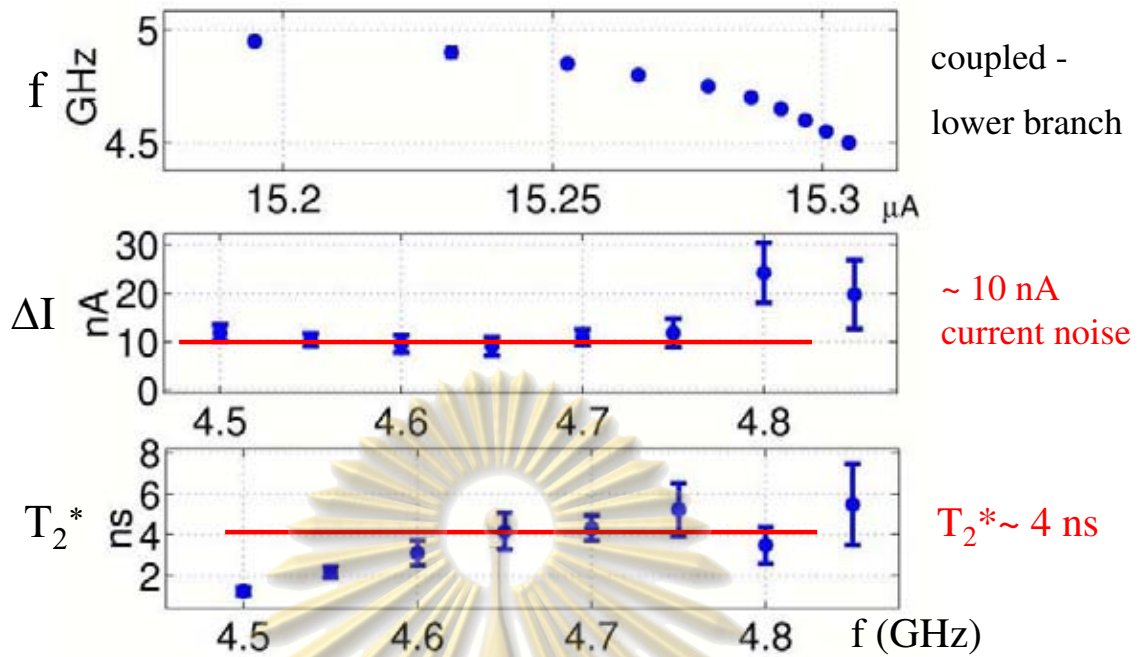 5
f
GHz
4.5
15.2
15.25
15.3
μA
coupled -
lower branch
30
20
10
0
ΔI
nA
4.5
4.6
4.7
4.8
~ 10 nA
current noise
8
6
4
2
T₂*
ns
4.5
4.6
4.7
4.8
f (GHz)
T₂*~ 4 ns